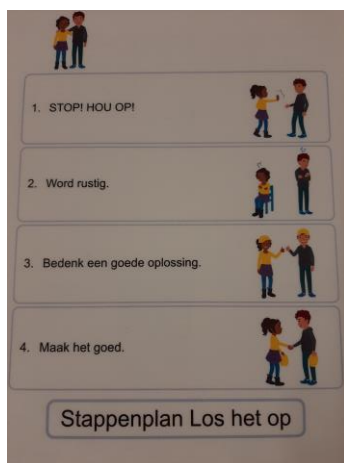 1. STOP! HOU OP!
2. Word rustig.
3. Bedenk een goede oplossing.
4. Maak het goed.
Stappenplan Los het op